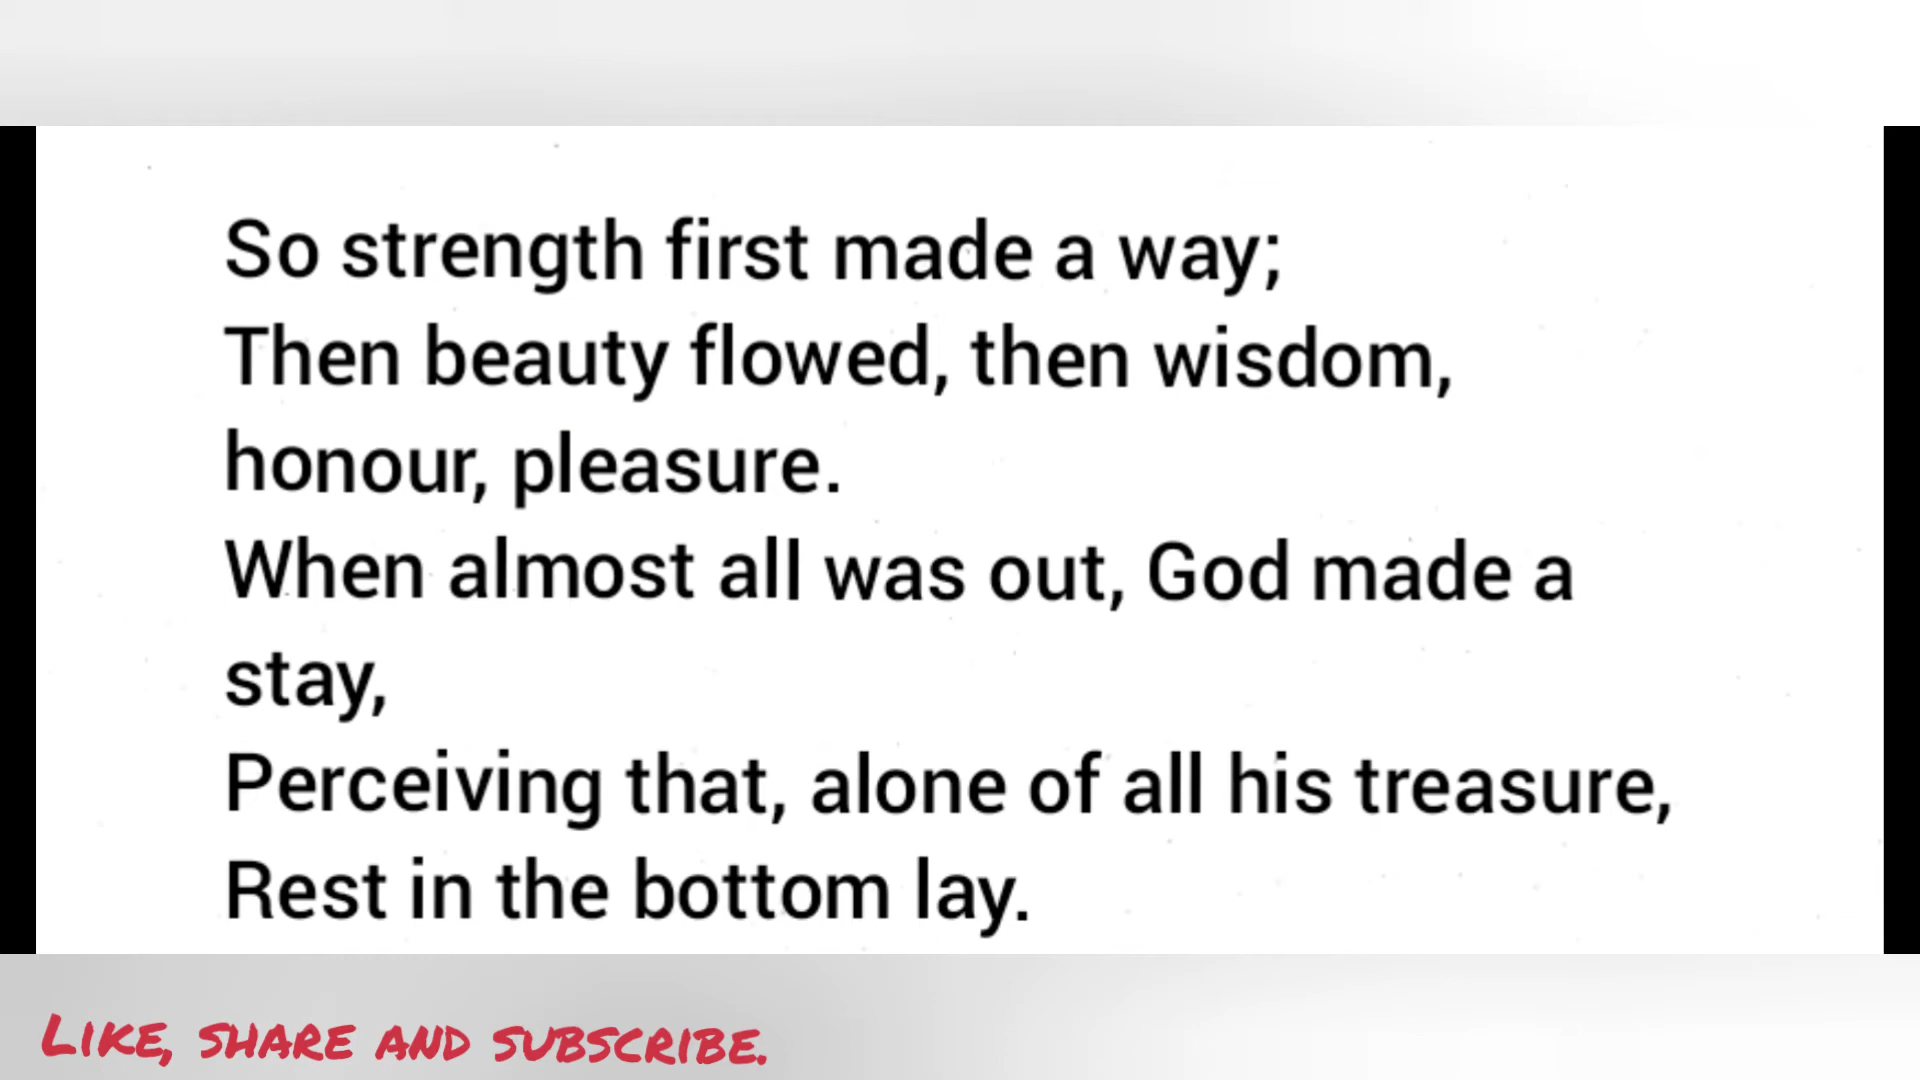 So strength first made a way;
Then beauty flowed, then wisdom,
honour, pleasure.
When almost all was out, God made a
stay,
Perceiving that, alone of all his treasure,
Rest in the bottom lay.
LIKE, SHARE AND SUBSCRIBE.